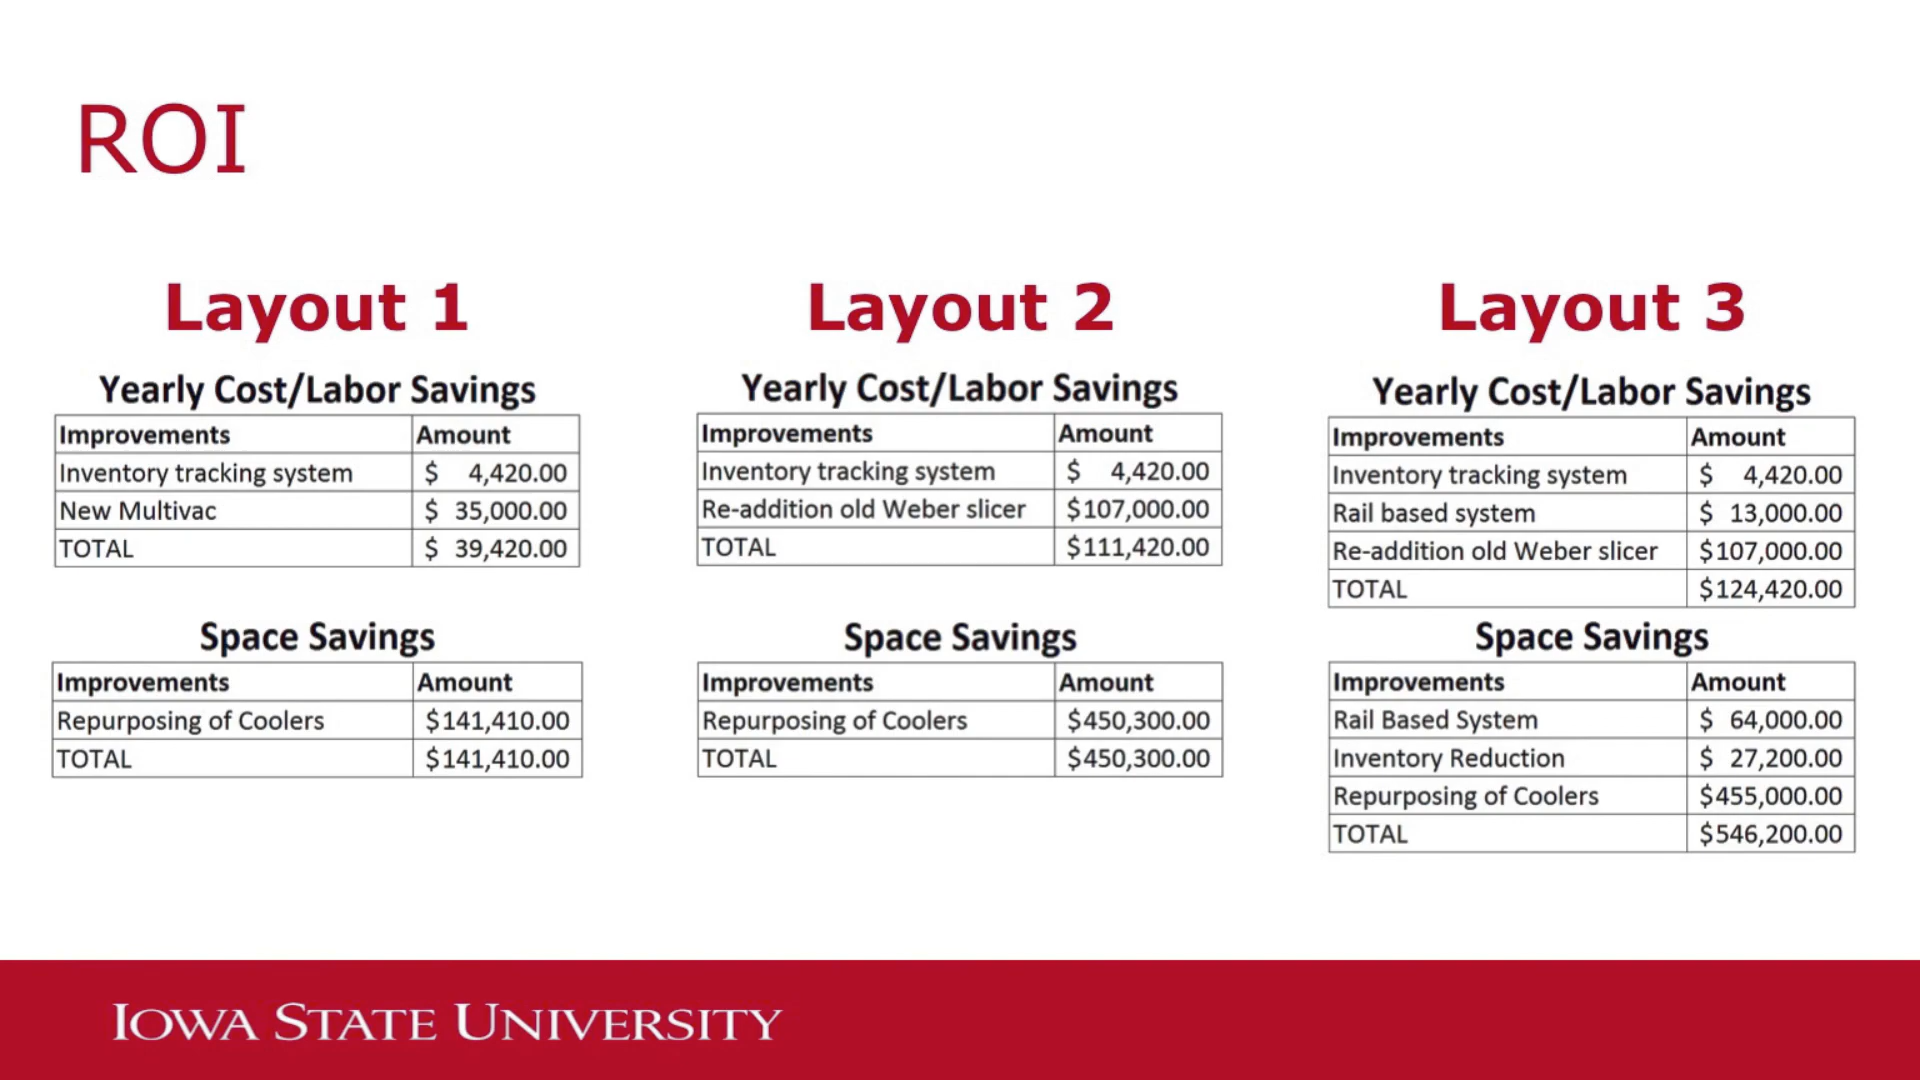 ROI
Layout 1
Yearly Cost/Labor Savings
Improvements Amount
Inventory tracking system $ 4,420.00
New Multivac $ 35,000.00
TOTAL $ 39,420.00
Space Savings
Improvements Amount
Repurposing of Coolers $141,410.00
TOTAL $141,410.00
Layout 2
Yearly Cost/Labor Savings
Improvements Amount
Inventory tracking system $ 4,420.00
Re-addition old Weber slicer $107,000.00
TOTAL $111,420.00
Space Savings
Improvements Amount
Repurposing of Coolers $450,300.00
TOTAL $450,300.00
Layout 3
Yearly Cost/Labor Savings
Improvements Amount
Inventory tracking system $ 4,420.00
Rail based system $ 13,000.00
Re-addition old Weber slicer $107,000.00
TOTAL $124,420.00
Space Savings
Improvements Amount
Rail Based System $ 64,000.00
Inventory Reduction $ 27,200.00
Repurposing of Coolers $455,000.00
TOTAL $546,200.00
IOWA STATE UNIVERSITY